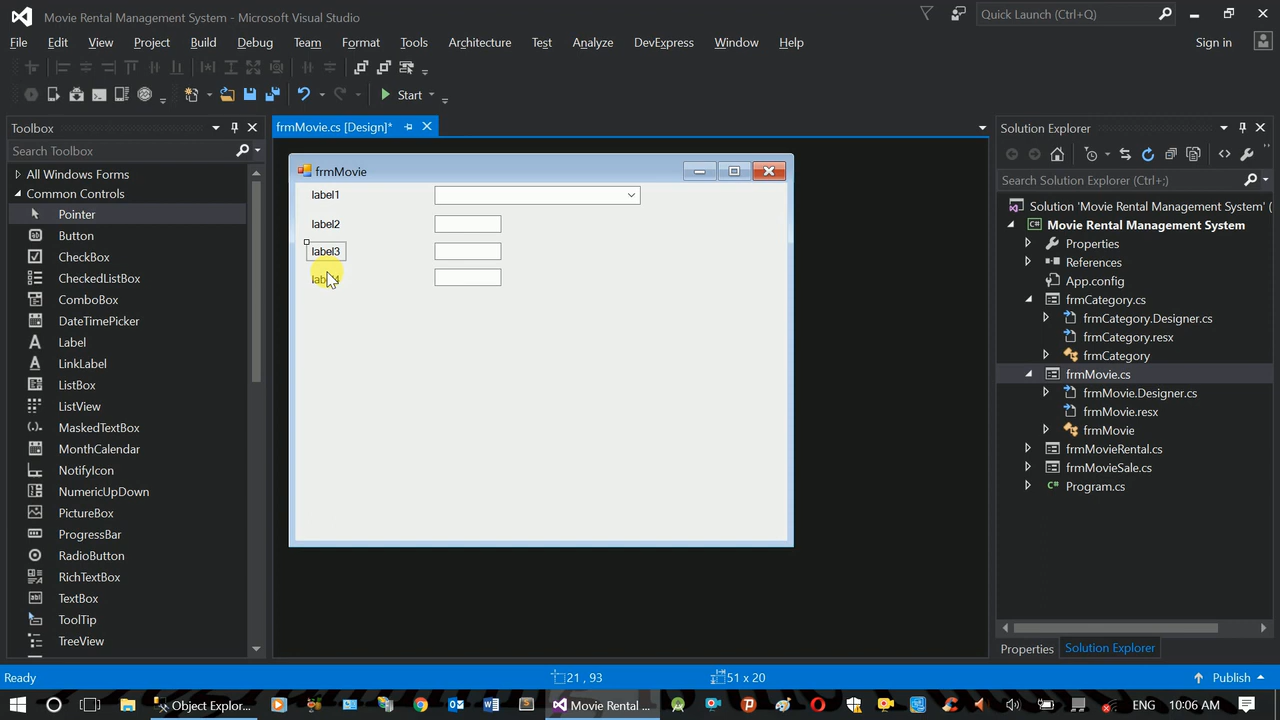 Movie Rental Management System - Microsoft Visual Studio
Quick Launch (Ctrl+Q)
File Edit View Project Build Debug Team Format Tools Architecture Test Analyze DevExpress Window Help
Sign in
Start
Toolbox
Search Toolbox
All Windows Forms
Common Controls
Pointer
Button
CheckBox
CheckedListBox
ComboBox
DateTimePicker
Label
LinkLabel
ListBox
ListView
MaskedTextBox
MonthCalendar
NotifyIcon
NumericUpDown
PictureBox
ProgressBar
RadioButton
RichTextBox
TextBox
ToolTip
TreeView
frmMovie.cs [Design]*
frmMovie
label1
label2
label3
label4
Solution Explorer
Search Solution Explorer (Ctrl+;)
Solution 'Movie Rental Management System' (
Movie Rental Management System
Properties
References
App.config
frmCategory.cs
frmCategory.Designer.cs
frmCategory.resx
frmCategory
frmMovie.cs
frmMovie.Designer.cs
frmMovie.resx
frmMovie
frmMovieRental.cs
frmMovieSale.cs
Program.cs
Properties Solution Explorer
Ready
21 , 93
51 x 20
Publish
Object Explor...
Movie Rental ...
ENG
10:06 AM